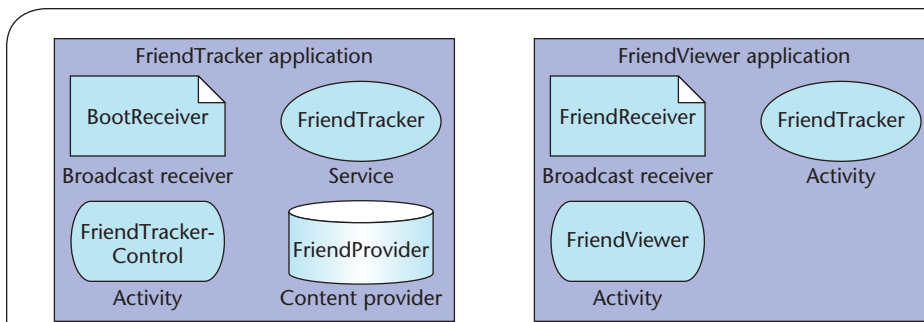 FriendTracker application
BootReceiver
Broadcast receiver
FriendTracker
Service
FriendTracker-
Control
Activity
FriendProvider
Content provider
FriendViewer application
FriendReceiver
Broadcast receiver
FriendTracker
Activity
FriendViewer
Activity